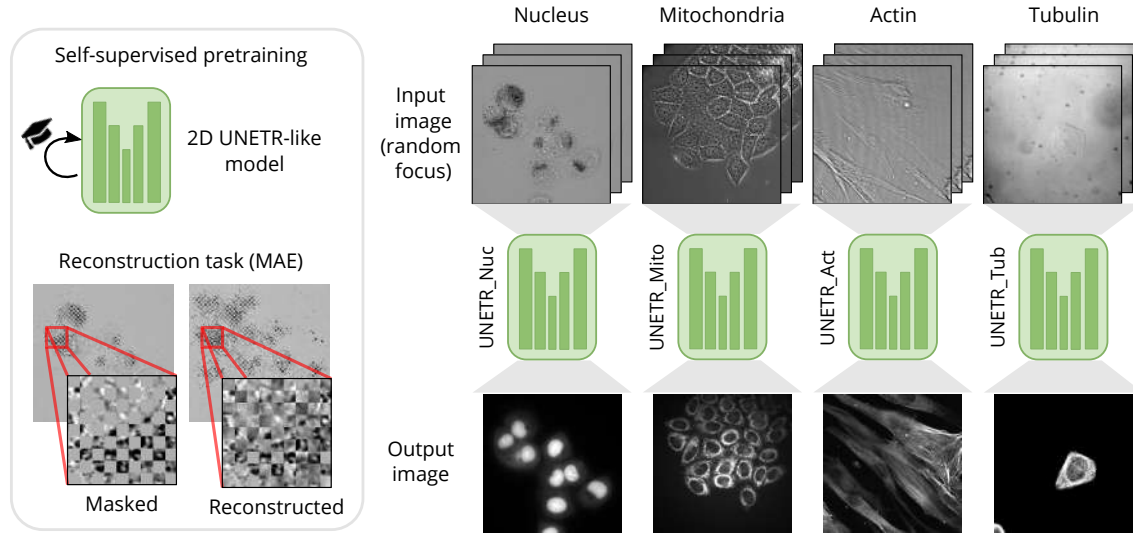 Self-supervised pretraining
2D UNETR-like
model
Reconstruction task (MAE)
Masked
Reconstructed
Nucleus
Mitochondria
Actin
Tubulin
Input
image
(random
focus)
UNETR_Nuc
UNETR_Mito
UNETR_Act
UNETR_Tub
Output
image